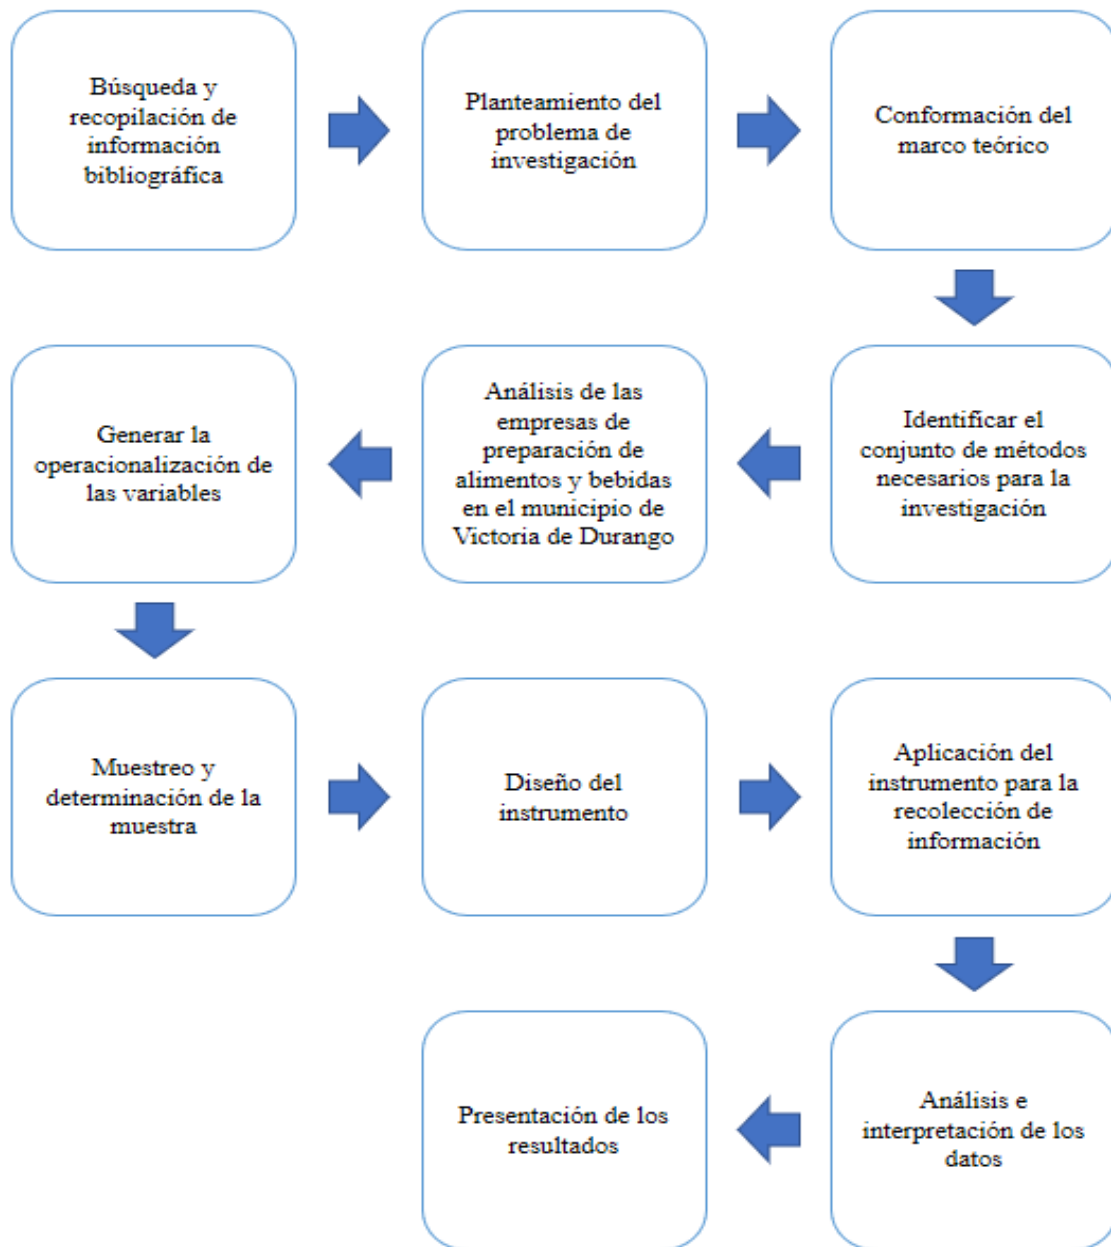 Búsqueda y
recopilación de
información
bibliográfica
Planteamiento del
problema de
investigación
Conformación del
marco teórico
Identificar el
conjunto de métodos
necesarios para la
investigación
Análisis de las
empresas de
preparación de
alimentos y bebidas
en el municipio de
Victoria de Durango
Generar la
operacionalización de
las variables
Muestreo y
determinación de la
muestra
Diseño del
instrumento
Aplicación del
instrumento para la
recolección de
información
Análisis e
interpretación de los
datos
Presentación de los
resultados